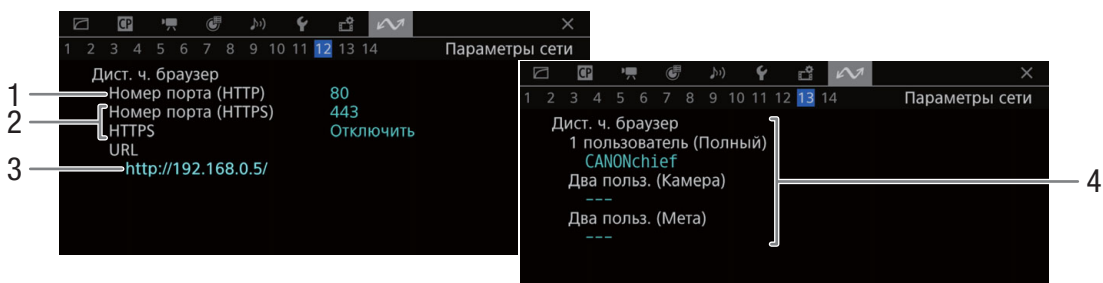 CP
1 2 3 4 5 6 7 8 9 10 11 12 13 14 Параметры сети
Дист. ч. браузер
1 Номер порта (HTTP) 80
2 Номер порта (HTTPS) 443
HTTPS Отключить
URL
3 http://192.168.0.5/
CP
1 2 3 4 5 6 7 8 9 10 11 12 13 14 Параметры сети
Дист. ч. браузер
1 пользователь (Полный)
CANONchief
Два польз. (Камера)
---
Два польз. (Мета)
---
4